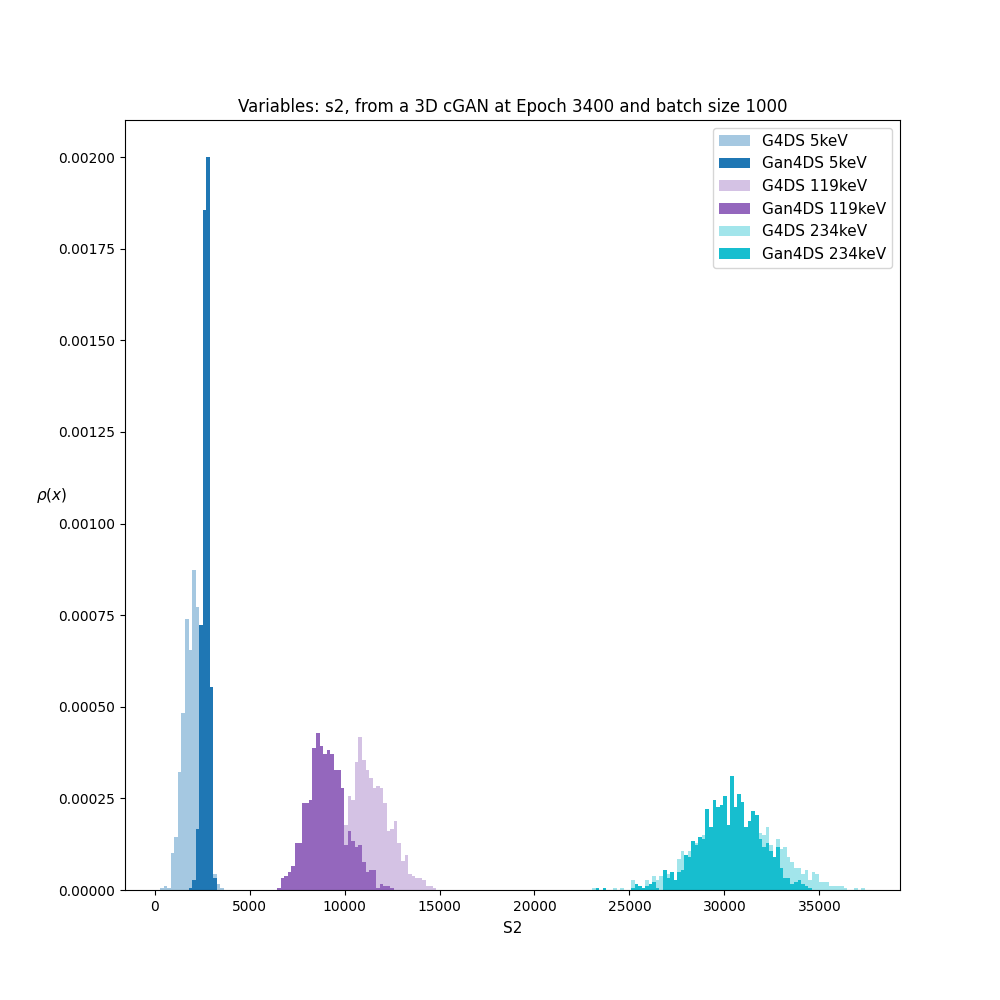 Variables: s2, from a 3D cGAN at Epoch 3400 and batch size 1000
G4DS 5keV
Gan4DS 5keV
G4DS 119keV
Gan4DS 119keV
G4DS 234keV
Gan4DS 234keV
0.00200
0.00175
0.00150
0.00125
ρ(x)
0.00100
0.00075
0.00050
0.00025
0.00000
0 5000 10000 15000 20000 25000 30000 35000
S2